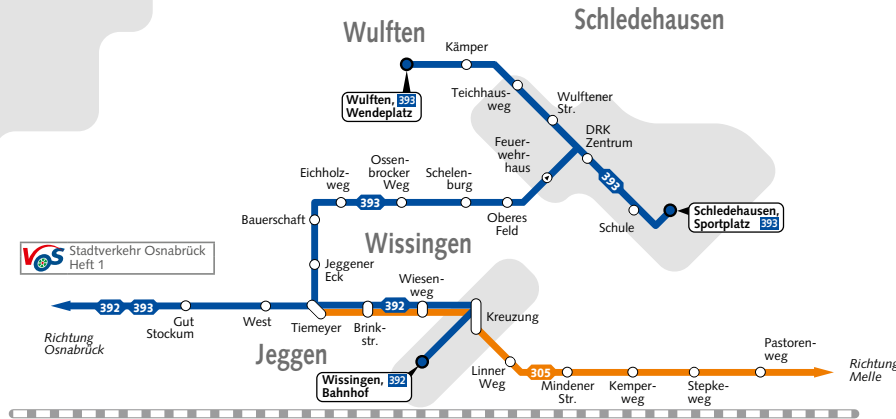 Wulften
Schledehausen
Kämper
Wulften, 393
Wendeplatz
Teichhaus-
weg
Wulftener
Str.
DRK
Zentrum
Feuer-
wehr-
haus
393
Eichholz-
weg
Ossen-
brocker
Weg
Schelen-
burg
393
Oberes
Feld
Schule
Schledehausen,
Sportplatz 393
Bauerschaft
VOS Stadtverkehr Osnabrück
Heft 1
Wissingen
Jeggener
Eck
Wiesen-
weg
392 393
392
Richtung
Osnabrück
Gut
Stockum
West
Tiemeyer
Brink-
str.
Kreuzung
Jeggen
Wissingen, 392
Bahnhof
Linner
Weg
305
Mindener
Str.
Kemper-
weg
Stepke-
weg
Pastoren-
weg
Richtung
Melle